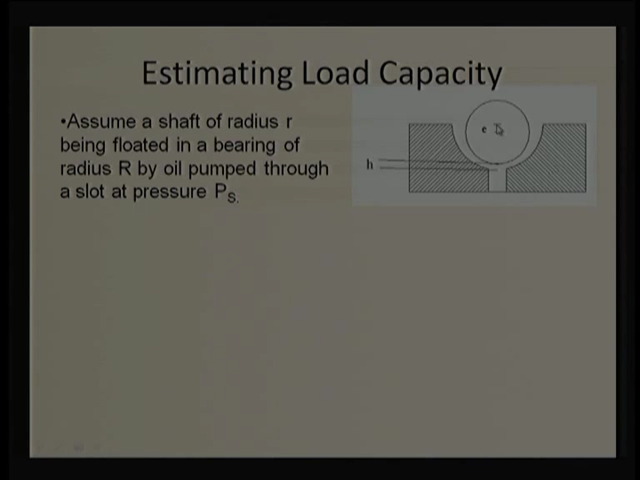 Estimating Load Capacity
•Assume a shaft of radius r
being floated in a bearing of
radius R by oil pumped through
a slot at pressure PS.
e
h